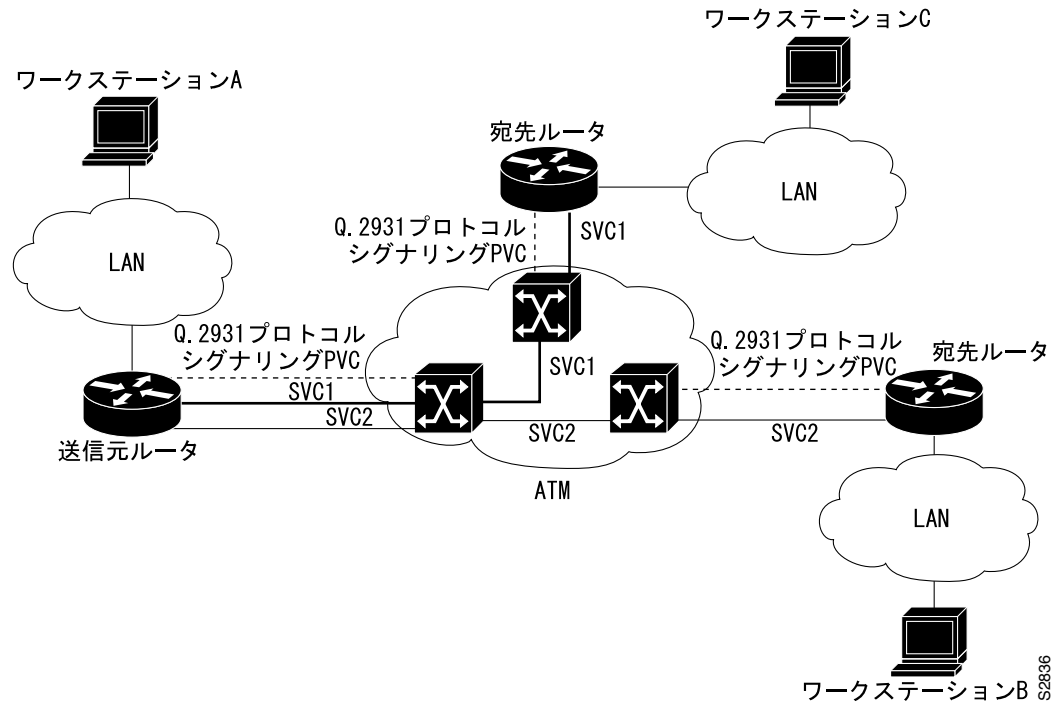 ワークステーションC
ワークステーションA
宛先ルータ
LAN
Q.2931プロトコル
シグナリングPVC
SVC1
LAN
Q.2931プロトコル
シグナリングPVC
SVC1
Q.2931プロトコル
シグナリングPVC
宛先ルータ
SVC1
SVC2
SVC2
SVC2
送信元ルータ
ATM
LAN
ワークステーションB
S2836